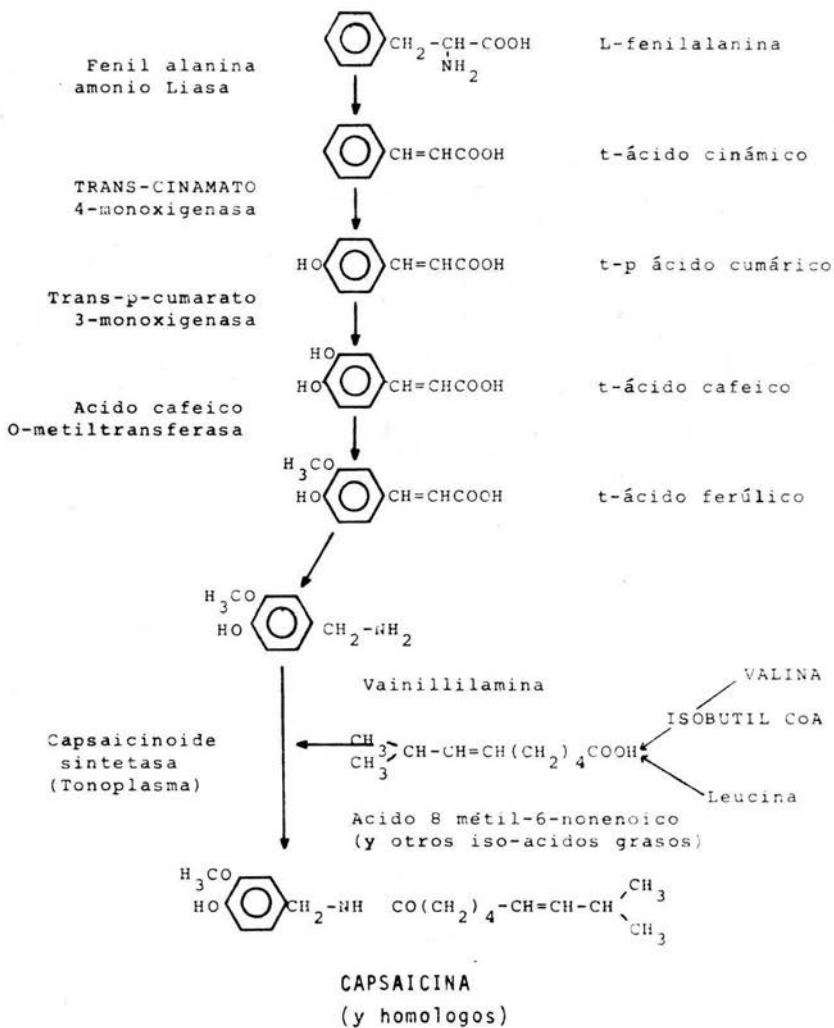 CH2-CH-COOH
NH2
L-fenilalanina
Fenil alanina
amonio Liasa
CH=CHCOOH
t-ácido cinámico
TRANS-CINAMATO
4-monoxigenasa
HO
CH=CHCOOH
t-p ácido cumárico
Trans-p-cumarato
3-monoxigenasa
HO
HO
CH=CHCOOH
t-ácido cafeico
Acido cafeico
O-metiltransferasa
H3CO
HO
CH=CHCOOH
t-ácido ferúlico
H3CO
HO
CH2-NH2
Vainillilamina
VALINA
ISOBUTIL CoA
Capsaicinoide
sintetasa
(Tonoplasma)
CH3
CH3
CH-CH=CH(CH2)4COOH
Leucina
Acido 8 métil-6-nonenoico
(y otros iso-acidos grasos)
H3CO
HO
CH2-NH CO(CH2)4-CH=CH-CH
CH3
CH3
CAPSAICINA
(y homologos)